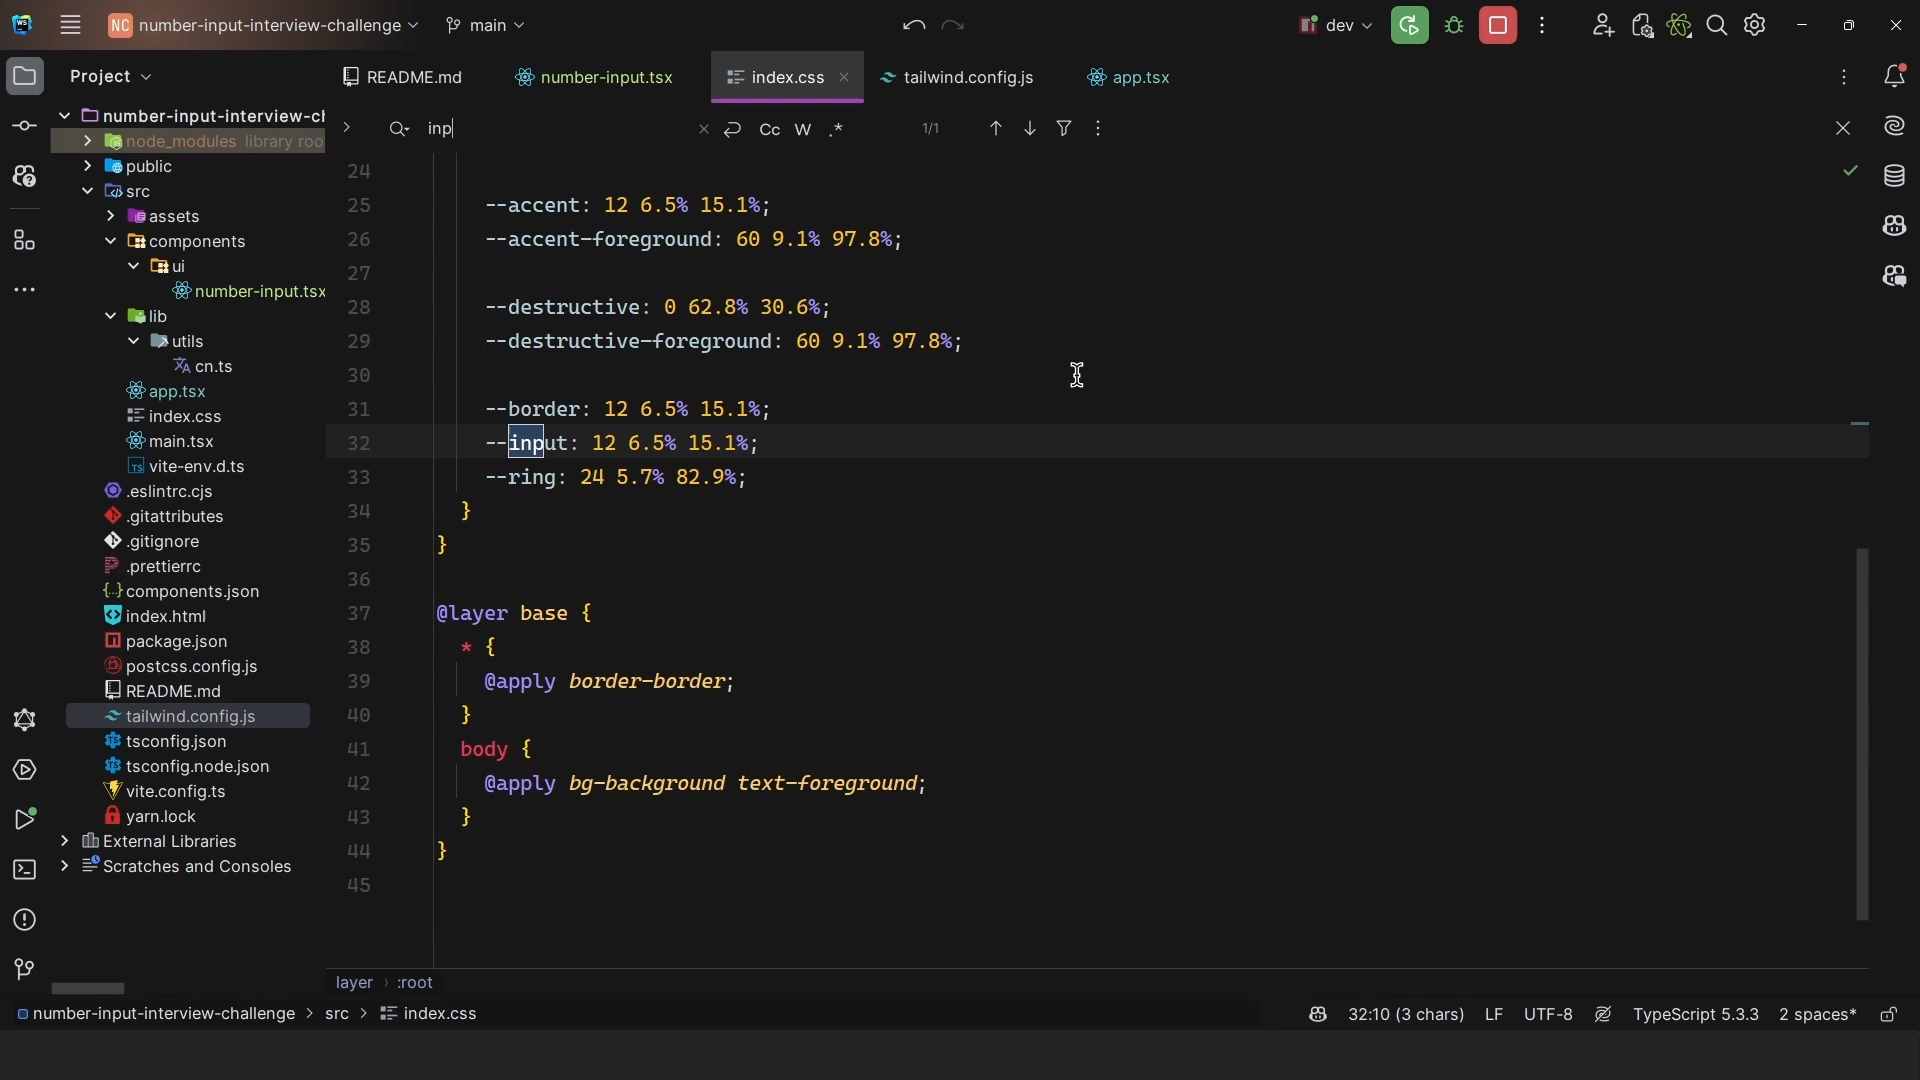 NC number-input-interview-challenge main dev
Project README.md number-input.tsx index.css tailwind.config.js app.tsx
inp Cc W .* 1/1
number-input-interview-cl
node_modules library roo
public
src
assets
components
ui
number-input.tsx
lib
utils
cn.ts
app.tsx
index.css
main.tsx
vite-env.d.ts
.eslintrc.cjs
.gitattributes
.gitignore
.prettierrc
components.json
index.html
package.json
postcss.config.js
README.md
tailwind.config.js
tsconfig.json
tsconfig.node.json
vite.config.ts
yarn.lock
External Libraries
Scratches and Consoles
24
25 --accent: 12 6.5% 15.1%;
26 --accent-foreground: 60 9.1% 97.8%;
27
28 --destructive: 0 62.8% 30.6%;
29 --destructive-foreground: 60 9.1% 97.8%;
30
31 --border: 12 6.5% 15.1%;
32 --input: 12 6.5% 15.1%;
33 --ring: 24 5.7% 82.9%;
34 }
35 }
36
37 @layer base {
38 * {
39 @apply border-border;
40 }
41 body {
42 @apply bg-background text-foreground;
43 }
44 }
45
layer › :root
number-input-interview-challenge > src > index.css 32:10 (3 chars) LF UTF-8 TypeScript 5.3.3 2 spaces*